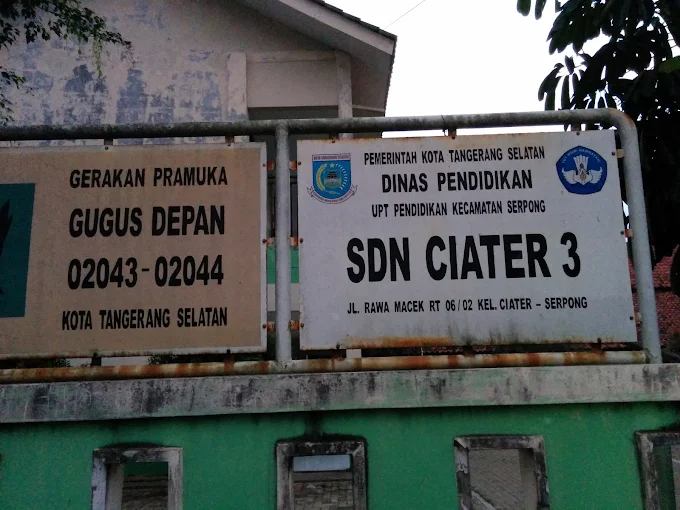 GERAKAN PRAMUKA
GUGUS DEPAN
02043-02044
KOTA TANGERANG SELATAN
PEMERINTAH KOTA TANGERANG SELATAN
DINAS PENDIDIKAN
UPT PENDIDIKAN KECAMATAN SERPONG
SDN CIATER 3
JL. RAWA MACEK RT 06/02 KEL. CIATER – SERPONG